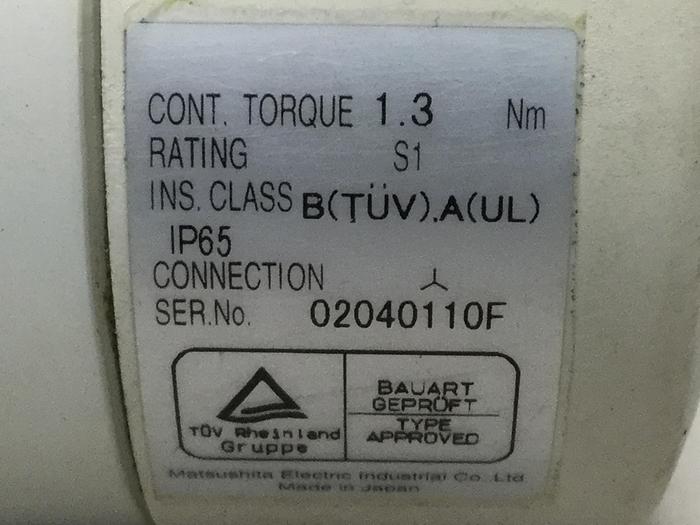 CONT. TORQUE 1.3 Nm
RATING S1
INS. CLASS B(TÜV).A(UL)
IP65
CONNECTION
SER.No. 02040110F
TÜV Rheinland
Gruppe
BAUART
GEPRÜFT
TYPE
APPROVED
Matsushita Electric Industrial Co.,Ltd
Made in Japan